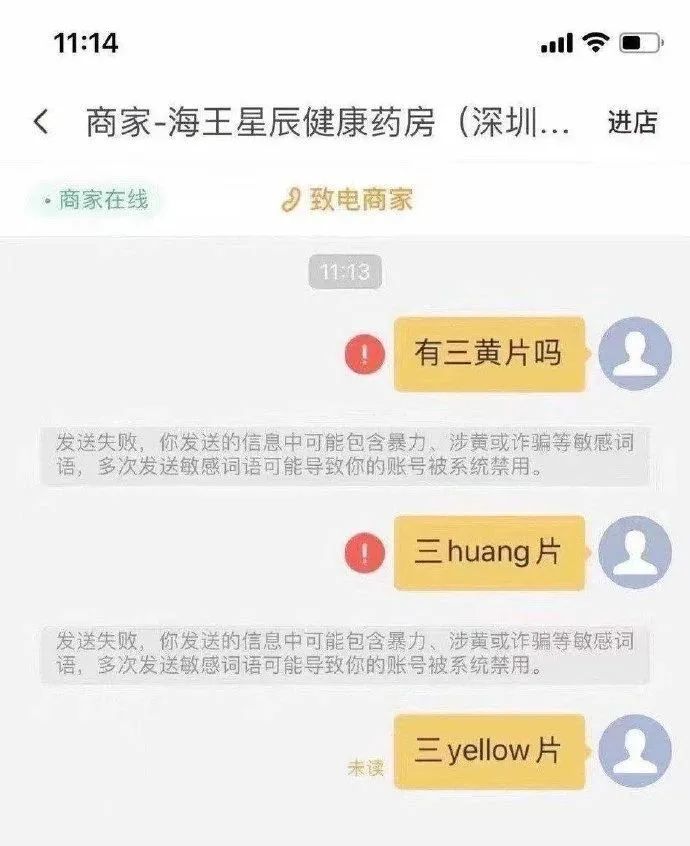 11:14
商家-海王星辰健康药房（深圳... 进店
商家在线 致电商家
11:13
有三黄片吗
发送失败，你发送的信息中可能包含暴力、涉黄或诈骗等敏感词
语，多次发送敏感词语可能导致你的账号被系统禁用。
三huang片
发送失败，你发送的信息中可能包含暴力、涉黄或诈骗等敏感词
语，多次发送敏感词语可能导致你的账号被系统禁用。
三yellow片
未读